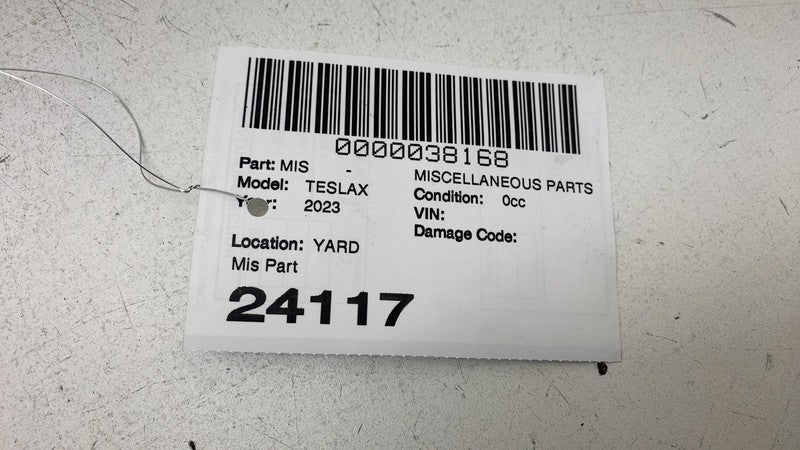 0000038168
Part: MIS - MISCELLANEOUS PARTS
Model: TESLAX Condition: 0cc
2023 VIN:
Damage Code:
Location: YARD
Mis Part
24117